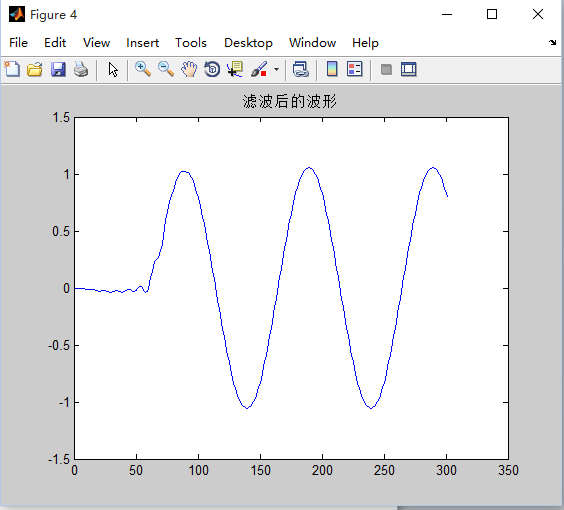 Figure 4
File Edit View Insert Tools Desktop Window Help
滤波后的波形
1.5
1
0.5
0
-0.5
-1
-1.5
0 50 100 150 200 250 300 350